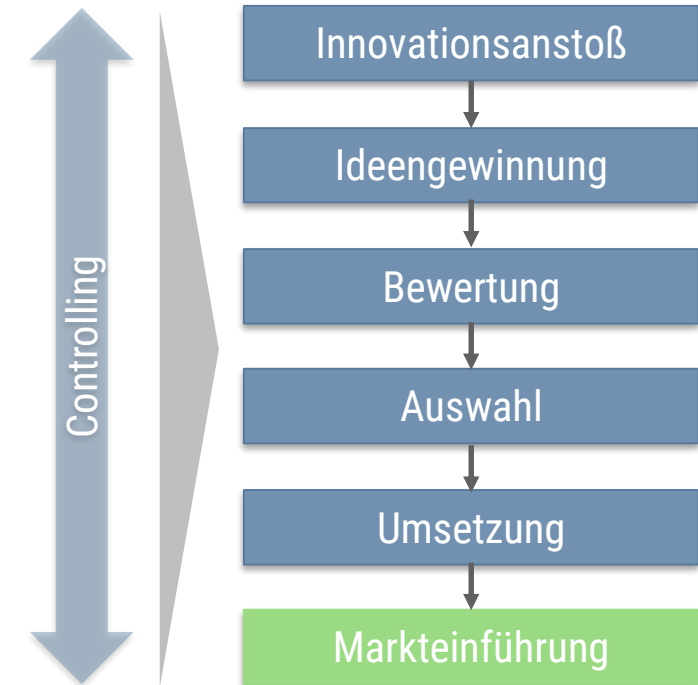 Controlling
Innovationsanstoß
Ideengewinnung
Bewertung
Auswahl
Umsetzung
Markteinführung